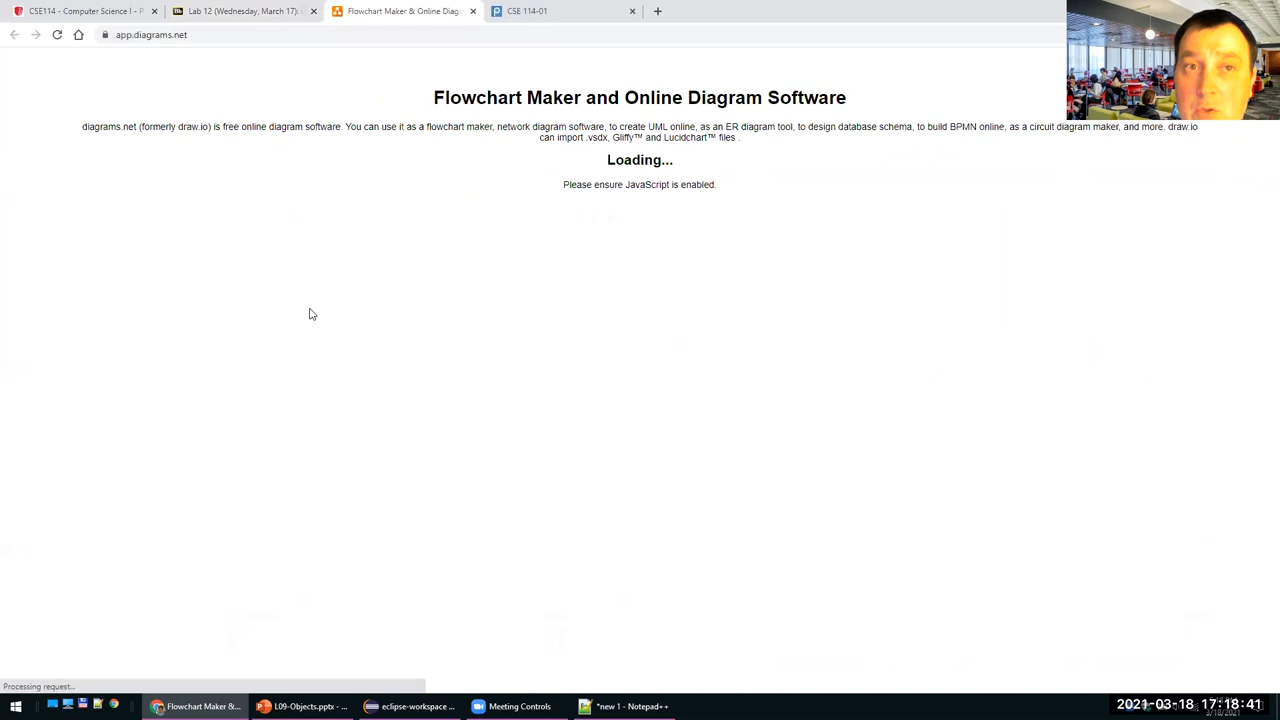 CSE114 - Computer Science I - P
Lab 12 (Wednesday, March 17).
Flowchart Maker & Online Diag
CSE 114-01
app.diagrams.net
Flowchart Maker and Online Diagram Software
diagrams.net (formerly draw.io) is free online diagram software. You can use it as a flowchart maker, network diagram software, to create UML online, as an ER diagram tool, to design database schema, to build BPMN online, as a circuit diagram maker, and more. draw.io
can import .vsdx, Gliffy™ and Lucidchart™ files .
Loading...
Please ensure JavaScript is enabled.
Processing request...
Flowchart Maker &...
L09-Objects.pptx - ...
eclipse-workspace ...
Meeting Controls
*new 1 - Notepad++
2021-03-18 17:18:41
3/18/2021